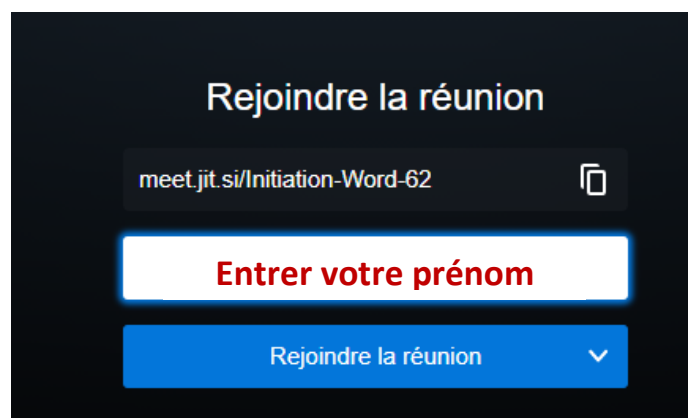 Rejoindre la réunion
meet.jit.si/Initiation-Word-62
Entrer votre prénom
Rejoindre la réunion